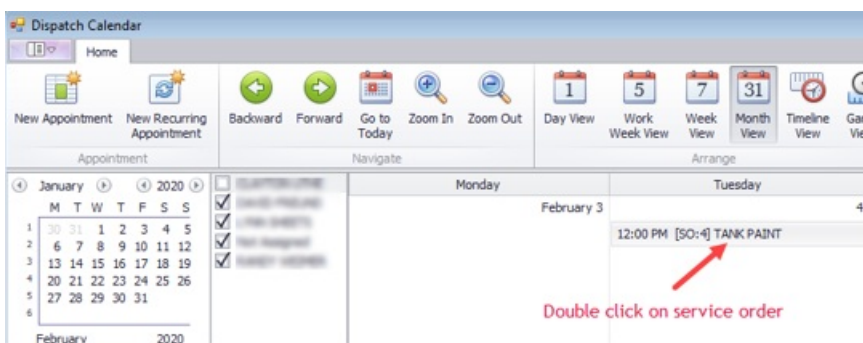 Dispatch Calendar
Home
New Appointment
New Recurring
Appointment
Backward
Forward
Go to
Today
Zoom In
Zoom Out
Day View
Work
Week View
Week
View
Month
View
Timeline
View
Appointment
Navigate
Arrange
1
5
7
31
January 2020
M T W T F S S
1 30 31 1 2 3 4 5
2 6 7 8 9 10 11 12
3 13 14 15 16 17 18 19
4 20 21 22 23 24 25 26
5 27 28 29 30 31
6
February 2020
Monday
Tuesday
February 3
4
12:00 PM [SO:4] TANK PAINT
Double click on service order